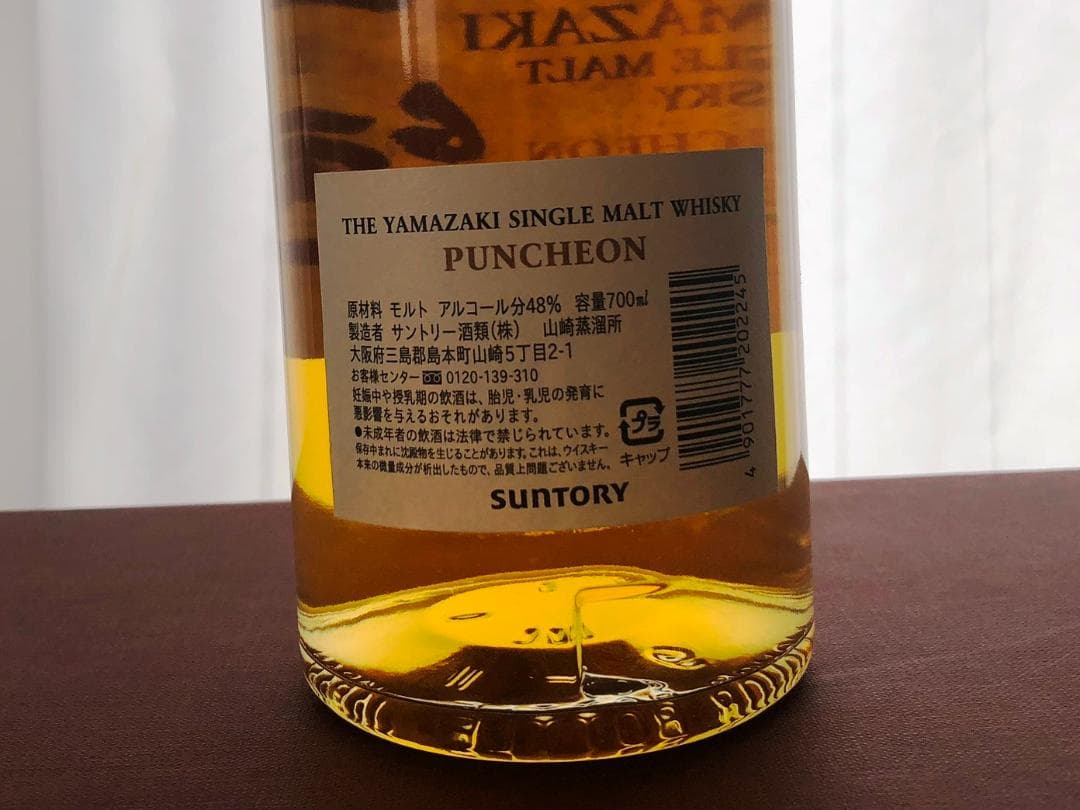 MAZAKI
MALT
THE YAMAZAKI SINGLE MALT WHISKY
PUNCHEON
原材料 モルト アルコール分48% 容量700ml
製造者 サントリー酒類(株) 山崎蒸溜所
大阪府三島郡島本町山崎5丁目2-1
お客様センター 0120-139-310
妊娠中や授乳期の飲酒は、胎児・乳児の発育に
悪影響を与えるおそれがあります。
●未成年者の飲酒は法律で禁じられています。
保存中まれに沈殿物を生じることがあります。これは、ウイスキー
本来の微量成分が析出したもので、品質上問題ございません。
プラ
キャップ
4901777202245
SUNTORY